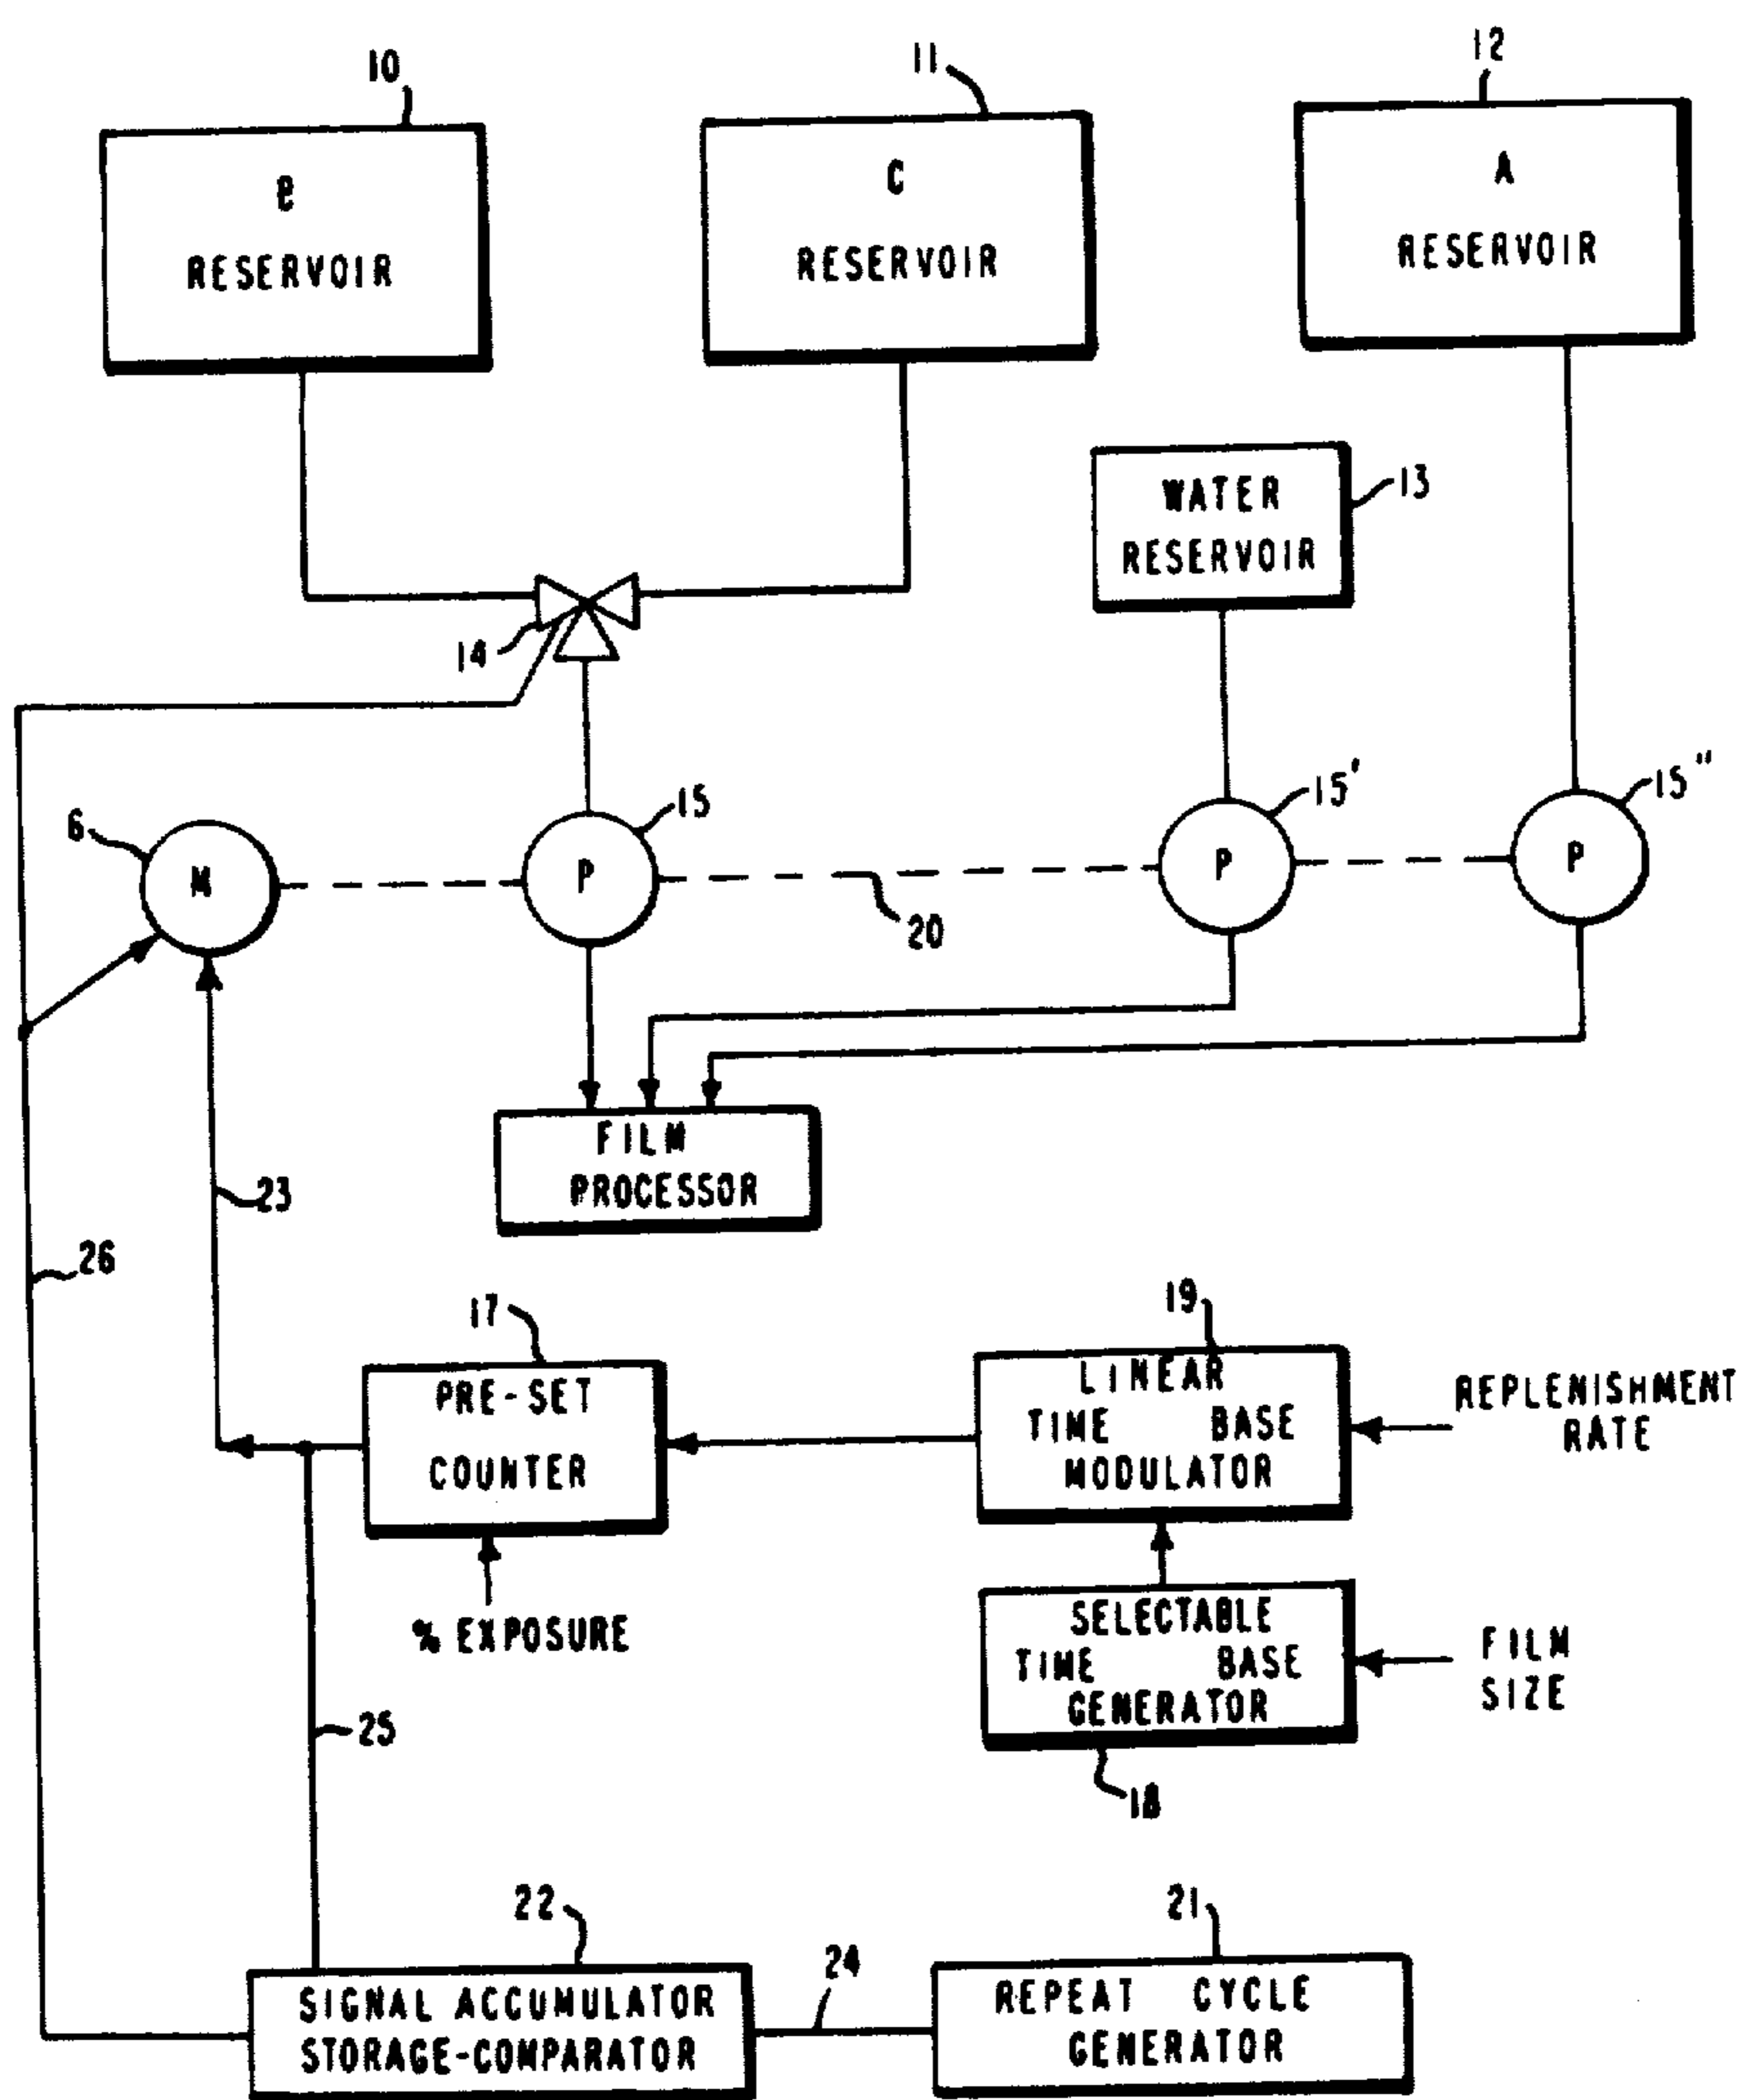 10
11
12
B
RESERVOIR
C
RESERVOIR
A
RESERVOIR
WATER
RESERVOIR
13
14
6
M
15
P
15'
P
15"
P
20
FILM
PROCESSOR
23
26
17
PRE-SET
COUNTER
% EXPOSURE
19
LINEAR
TIME BASE
MODULATOR
REPLENISHMENT
RATE
SELECTABLE
TIME BASE
GENERATOR
FILM
SIZE
18
25
22
SIGNAL ACCUMULATOR
STORAGE-COMPARATOR
24
21
REPEAT CYCLE
GENERATOR